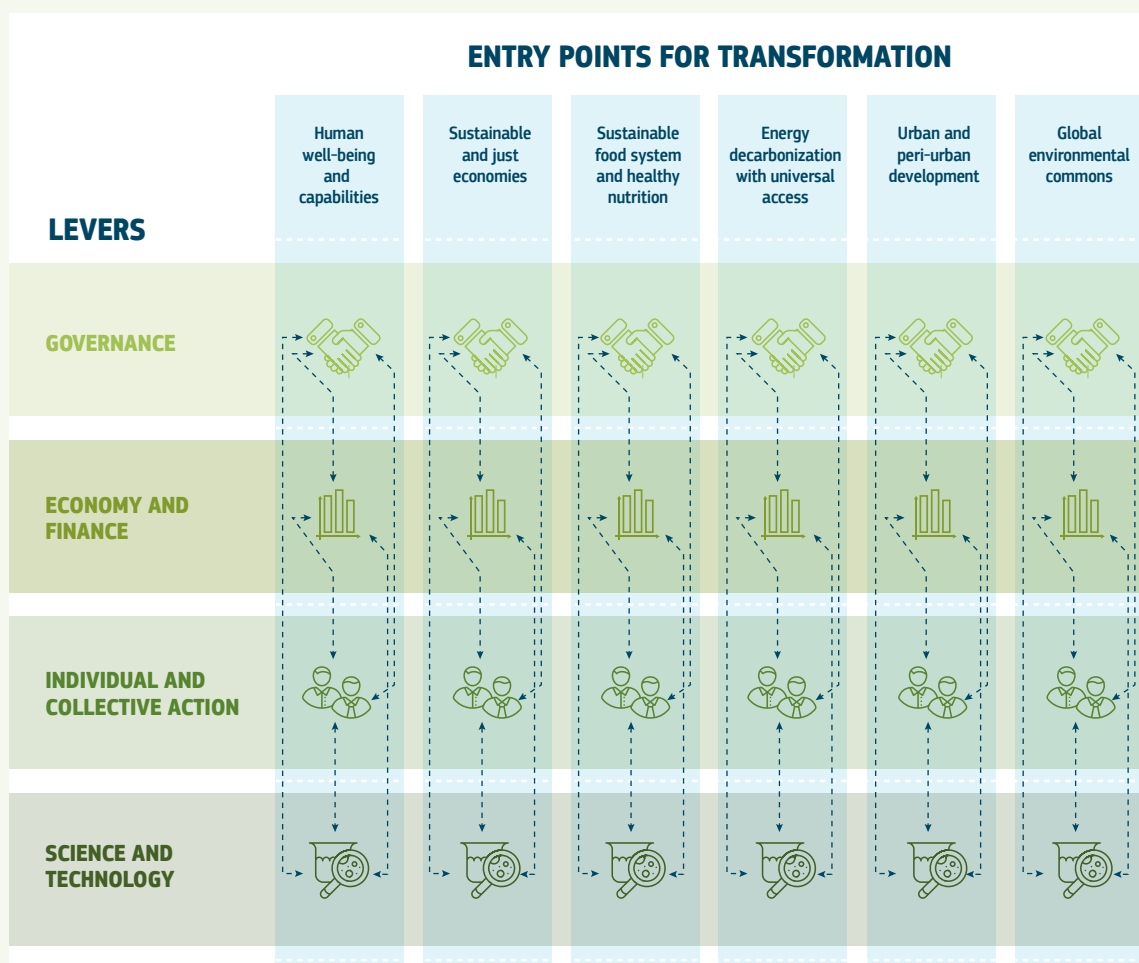 ENTRY POINTS FOR TRANSFORMATION
Human
well-being
and
capabilities
Sustainable
and just
economies
Sustainable
food system
and healthy
nutrition
Energy
decarbonization
with universal
access
Urban and
peri-urban
development
Global
environmental
commons
LEVERS
GOVERNANCE
ECONOMY AND
FINANCE
INDIVIDUAL AND
COLLECTIVE ACTION
SCIENCE AND
TECHNOLOGY